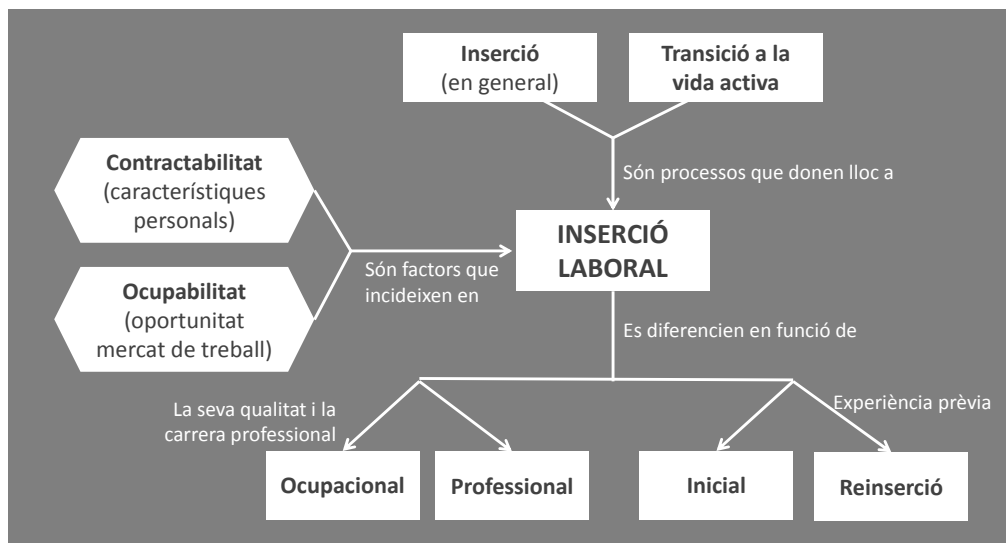 Inserció
(en general)
Transició a la
vida activa
Contractabilitat
(característiques
personals)
Són processos que donen lloc a
INSERCIÓ
LABORAL
Són factors que
incideixen en
Ocupabilitat
(oportunitat
mercat de treball)
Es diferencien en funció de
La seva qualitat i la
carrera professional
Experiència prèvia
Ocupacional
Professional
Inicial
Reinserció